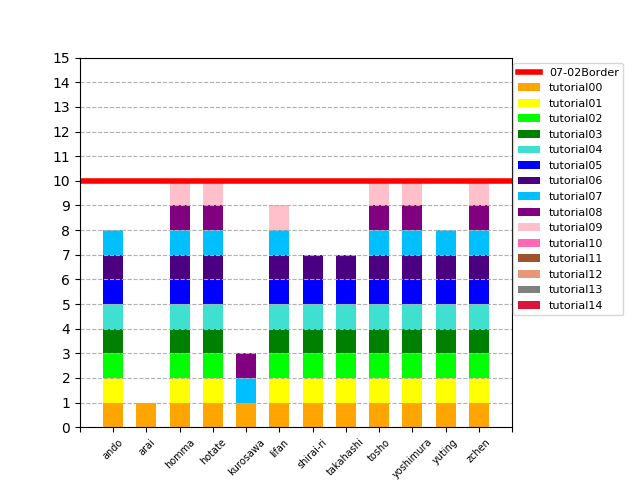 15
14
13
12
11
10
9
8
7
6
5
4
3
2
1
0
ando
arai
homma
hotate
kurosawa
lifan
shirai-ri
takahashi
tosho
yoshimura
yuting
zchen
07-02Border
tutorial00
tutorial01
tutorial02
tutorial03
tutorial04
tutorial05
tutorial06
tutorial07
tutorial08
tutorial09
tutorial10
tutorial11
tutorial12
tutorial13
tutorial14